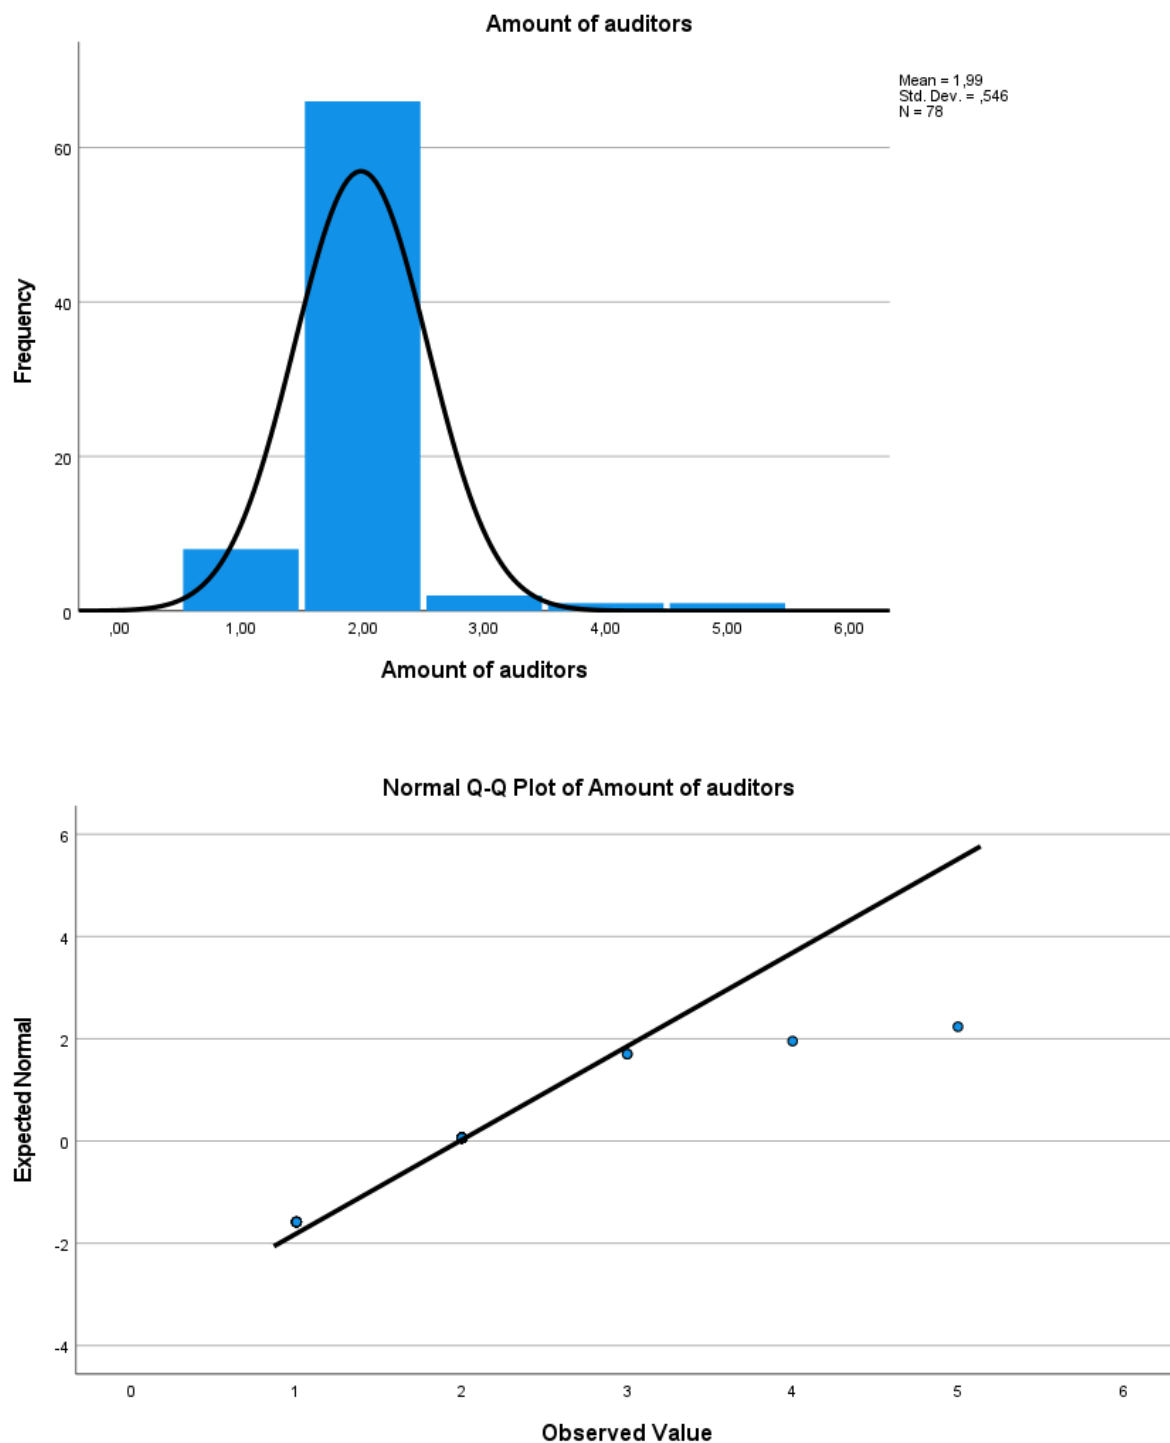 Amount of auditors
Mean = 1,99
Std. Dev. = ,546
N = 78
Frequency
60
40
20
0
,00 1,00 2,00 3,00 4,00 5,00 6,00
Amount of auditors
Normal Q-Q Plot of Amount of auditors
Expected Normal
6
4
2
0
-2
-4
0 1 2 3 4 5 6
Observed Value